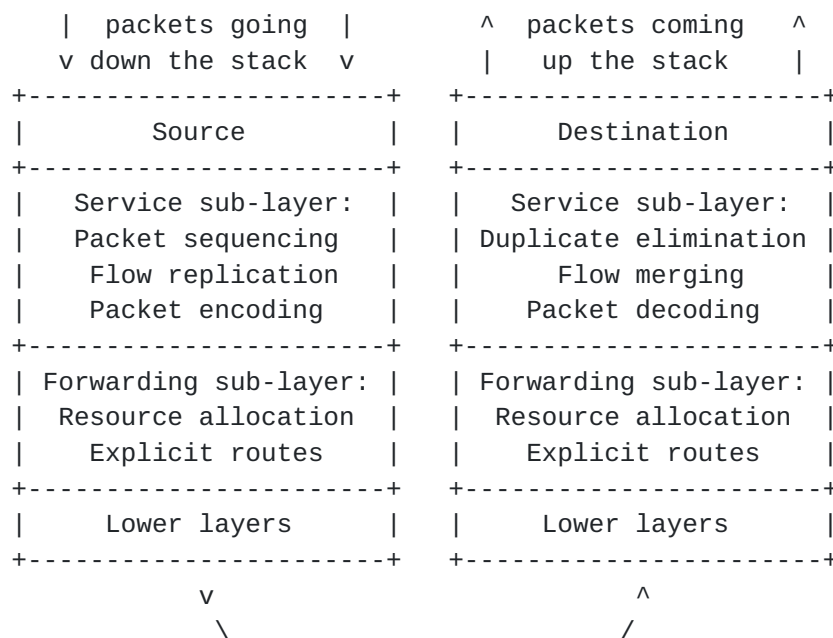 |  packets going  |        ^  packets coming   ^
   v down the stack  v        |   up the stack    |
+-----------------------+   +-----------------------+
|        Source         |   |      Destination      |
+-----------------------+   +-----------------------+
|   Service sub-layer:  |   |   Service sub-layer:  |
|   Packet sequencing   |   | Duplicate elimination |
|    Flow replication   |   |      Flow merging     |
|    Packet encoding    |   |    Packet decoding    |
+-----------------------+   +-----------------------+
| Forwarding sub-layer: |   | Forwarding sub-layer: |
|  Resource allocation  |   |  Resource allocation  |
|    Explicit routes    |   |    Explicit routes    |
+-----------------------+   +-----------------------+
|     Lower layers      |   |     Lower layers      |
+-----------------------+   +-----------------------+
            v                           ^
             \                         /